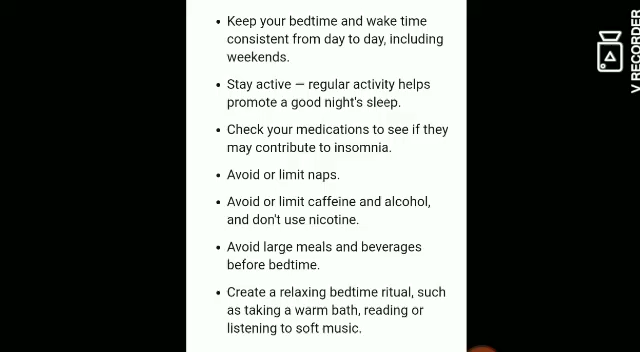 • Keep your bedtime and wake time
consistent from day to day, including
weekends.
• Stay active — regular activity helps
promote a good night's sleep.
• Check your medications to see if they
may contribute to insomnia.
• Avoid or limit naps.
• Avoid or limit caffeine and alcohol,
and don't use nicotine.
• Avoid large meals and beverages
before bedtime.
• Create a relaxing bedtime ritual, such
as taking a warm bath, reading or
listening to soft music.
V RECORDER